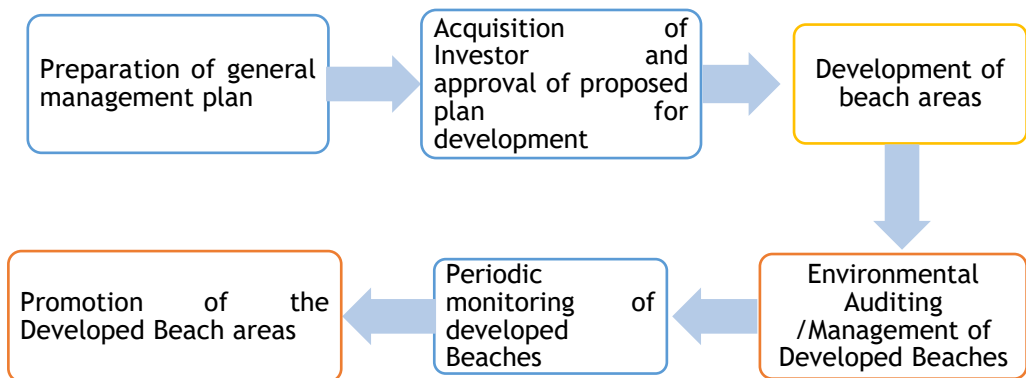 Preparation of general
management plan
Acquisition of
Investor and
approval of proposed
plan for
development
Development of
beach areas
Environmental
Auditing
/Management of
Developed Beaches
Periodic
monitoring of
developed
Beaches
Promotion of the
Developed Beach areas